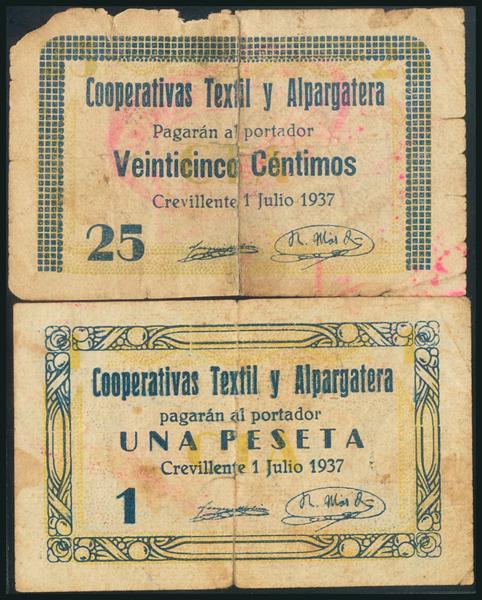 Cooperativas Textil y Alpargatera
Pagarán al portador
Veinticinco Céntimos
Crevillente 1 Julio 1937
25
Cooperativas Textil y Alpargatera
pagarán al portador
UNA PESETA
Crevillente 1 Julio 1937
1